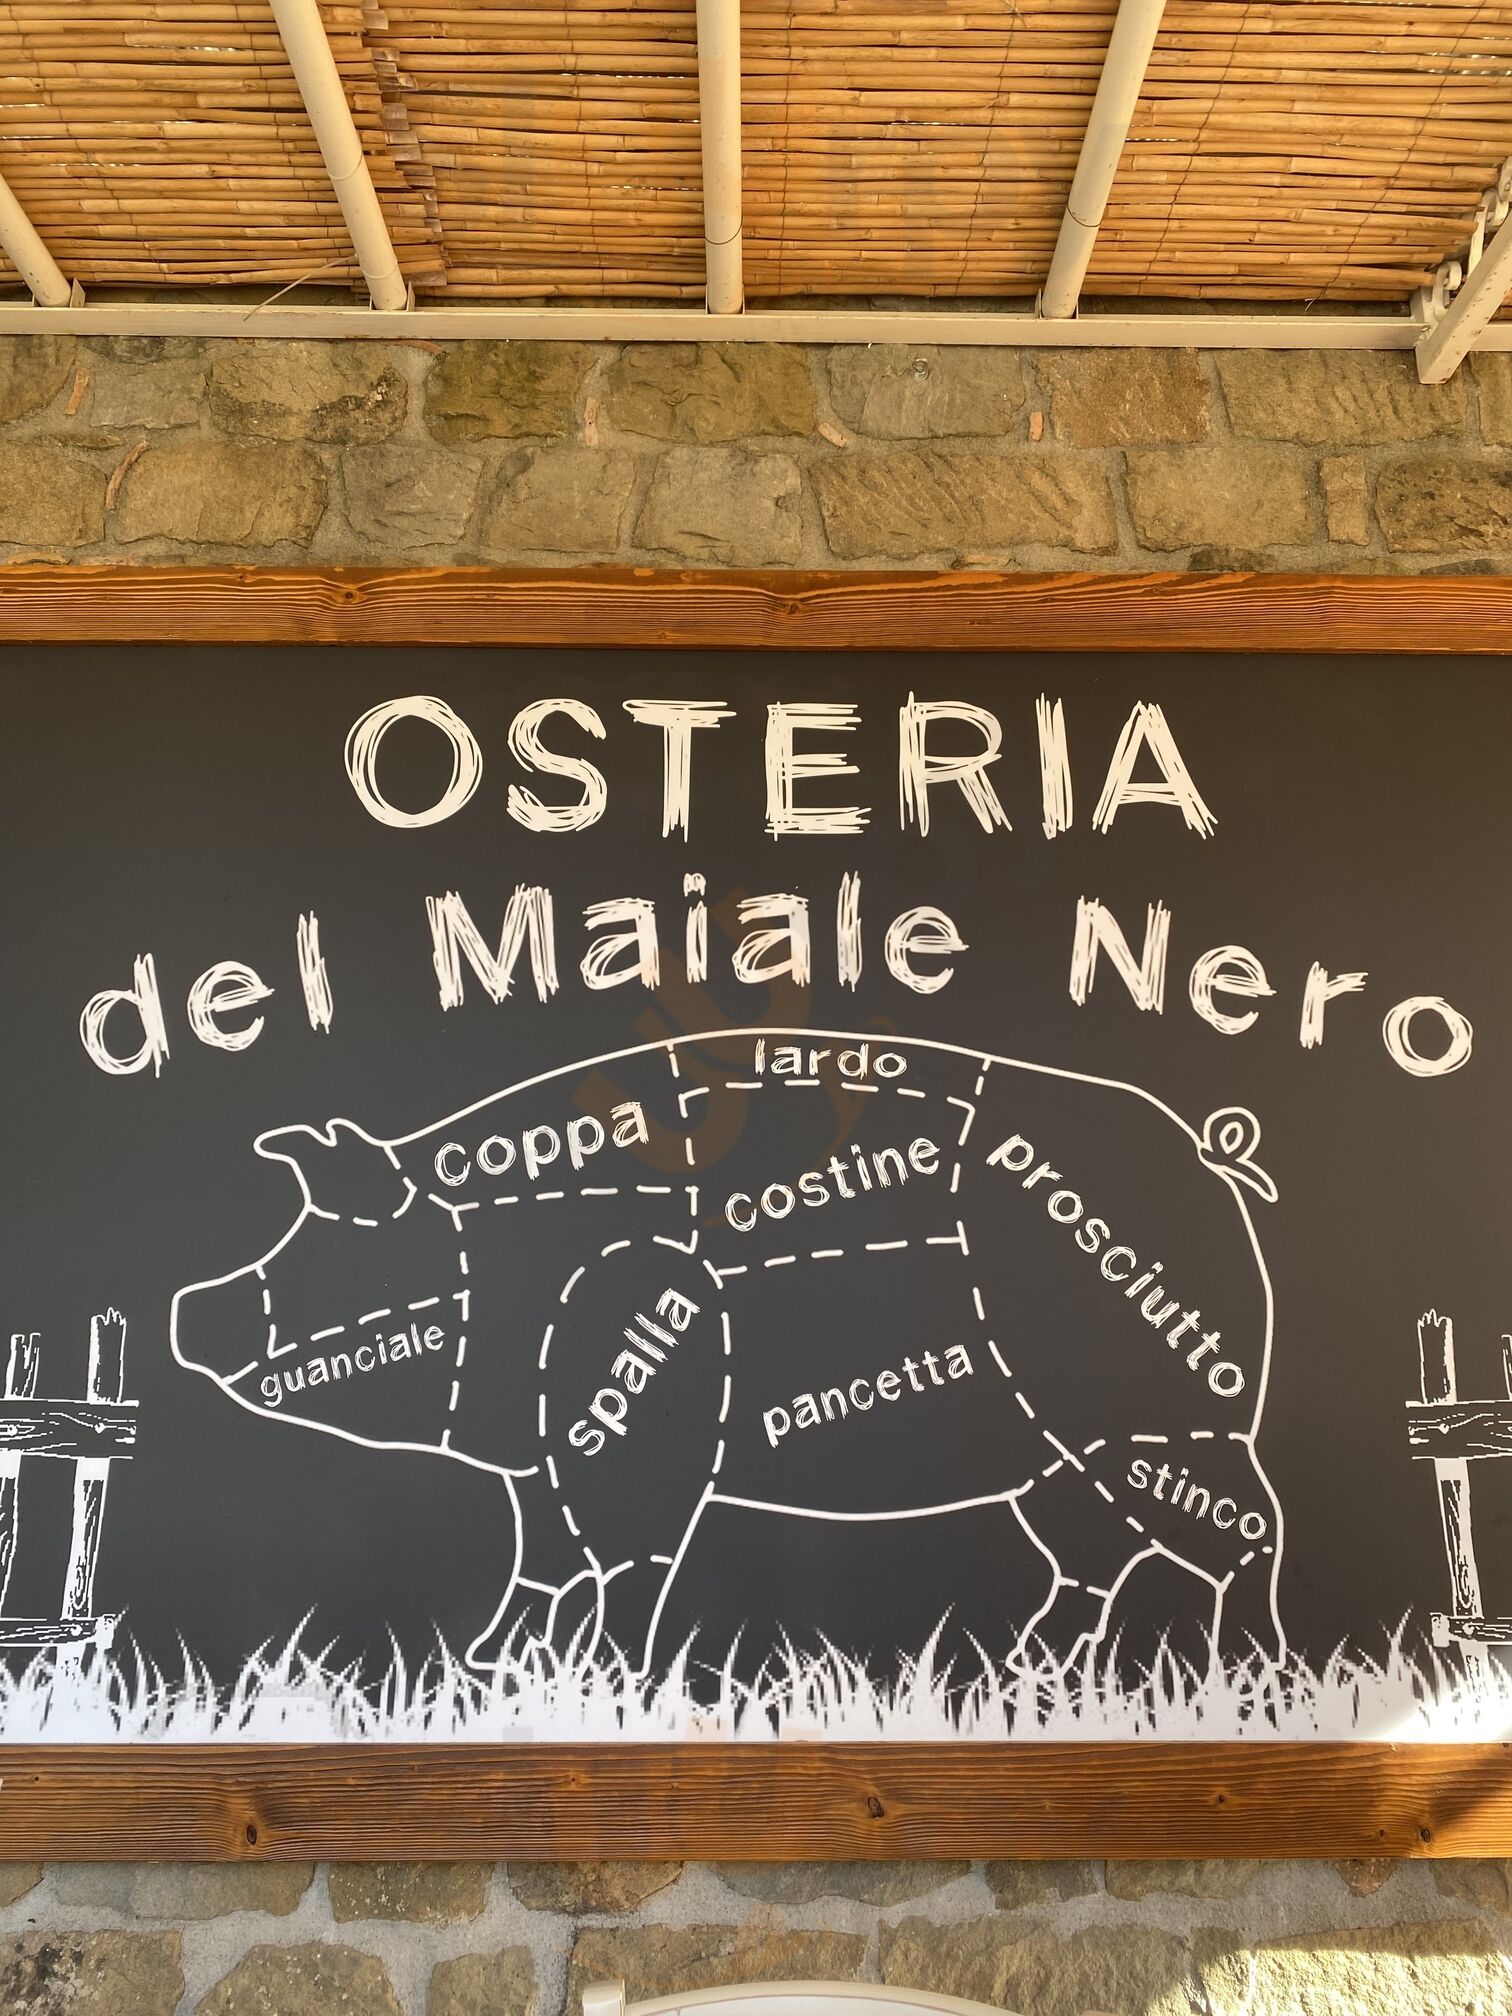 OSTERIA
del Maiale Nero
lardo
coppa
costine
prosciutto
spalla
guanciale
pancetta
stinco